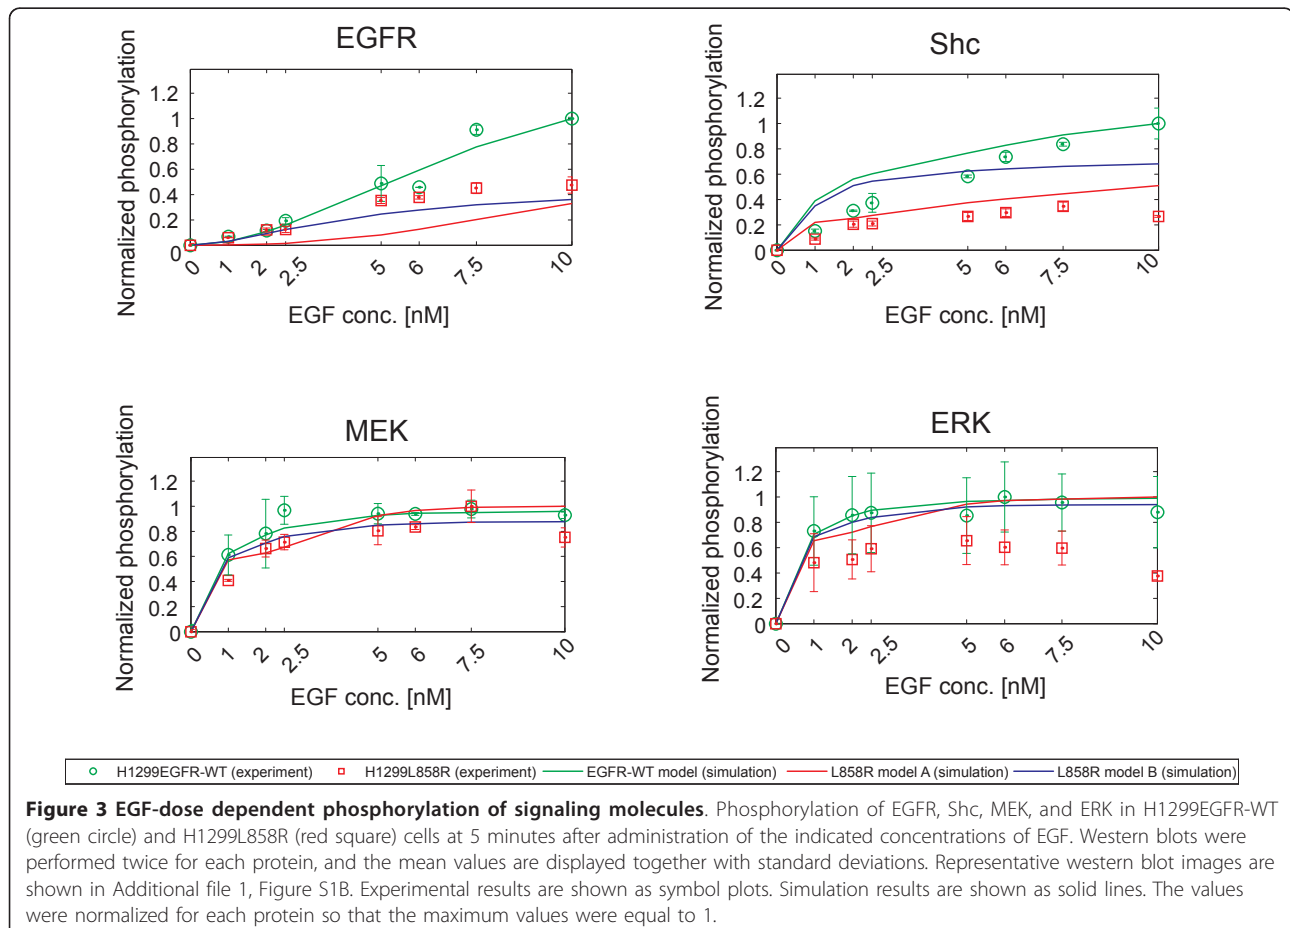 EGFR
Normalized phosphorylation
1.2
1
0.8
0.6
0.4
0.2
0
0 1 2 2.5 5 6 7.5 10
EGF conc. [nM]
Shc
Normalized phosphorylation
1.2
1
0.8
0.6
0.4
0.2
0
0 1 2 2.5 5 6 7.5 10
EGF conc. [nM]
MEK
Normalized phosphorylation
1.2
1
0.8
0.6
0.4
0.2
0
0 1 2 2.5 5 6 7.5 10
EGF conc. [nM]
ERK
Normalized phosphorylation
1.2
1
0.8
0.6
0.4
0.2
0
0 1 2 2.5 5 6 7.5 10
EGF conc. [nM]
H1299EGFR-WT (experiment) H1299L858R (experiment) EGFR-WT model (simulation) L858R model A (simulation) L858R model B (simulation)
Figure 3 EGF-dose dependent phosphorylation of signaling molecules. Phosphorylation of EGFR, Shc, MEK, and ERK in H1299EGFR-WT
(green circle) and H1299L858R (red square) cells at 5 minutes after administration of the indicated concentrations of EGF. Western blots were
performed twice for each protein, and the mean values are displayed together with standard deviations. Representative western blot images are
shown in Additional file 1, Figure S1B. Experimental results are shown as symbol plots. Simulation results are shown as solid lines. The values
were normalized for each protein so that the maximum values were equal to 1.